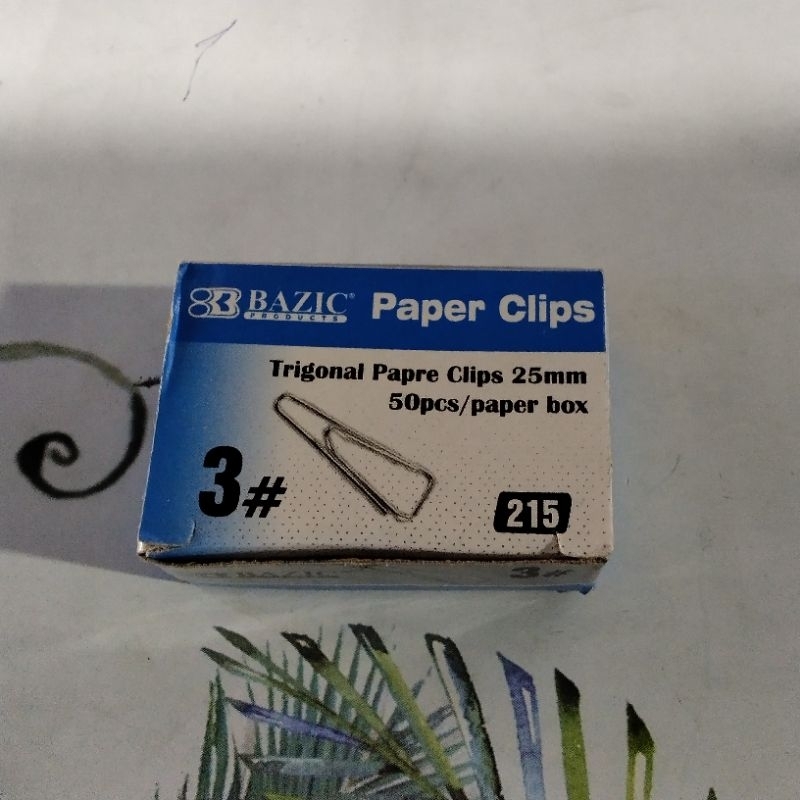 BAZIC® Paper Clips
PRODUCTS
Trigonal Papre Clips 25mm
50pcs/paper box
3#
215
BAZIC 3#